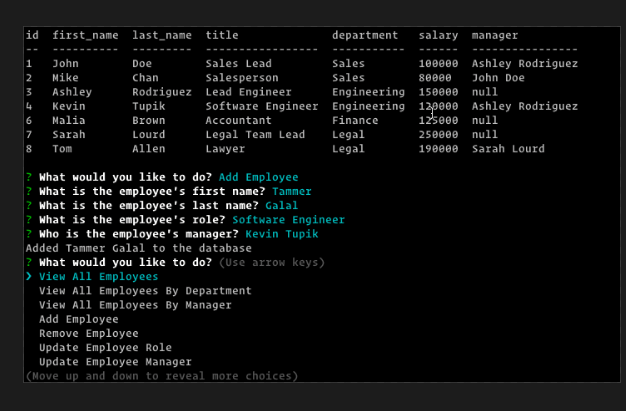 id  first_name  last_name  title              department   salary  manager
--  ----------  ---------  -----------------  -----------  ------  ----------------
1   John        Doe        Sales Lead         Sales        100000  Ashley Rodriguez
2   Mike        Chan       Salesperson        Sales        80000   John Doe
3   Ashley      Rodriguez  Lead Engineer      Engineering  150000  null
4   Kevin       Tupik      Software Engineer  Engineering  120000  Ashley Rodriguez
6   Malia       Brown      Accountant         Finance      125000  null
7   Sarah       Lourd      Legal Team Lead    Legal        250000  null
8   Tom         Allen      Lawyer             Legal        190000  Sarah Lourd
? What would you like to do? Add Employee
? What is the employee's first name? Tammer
? What is the employee's last name? Galal
? What is the employee's role? Software Engineer
? Who is the employee's manager? Kevin Tupik
Added Tammer Galal to the database
? What would you like to do? (Use arrow keys)
❯ View All Employees
  View All Employees By Department
  View All Employees By Manager
  Add Employee
  Remove Employee
  Update Employee Role
  Update Employee Manager
(Move up and down to reveal more choices)